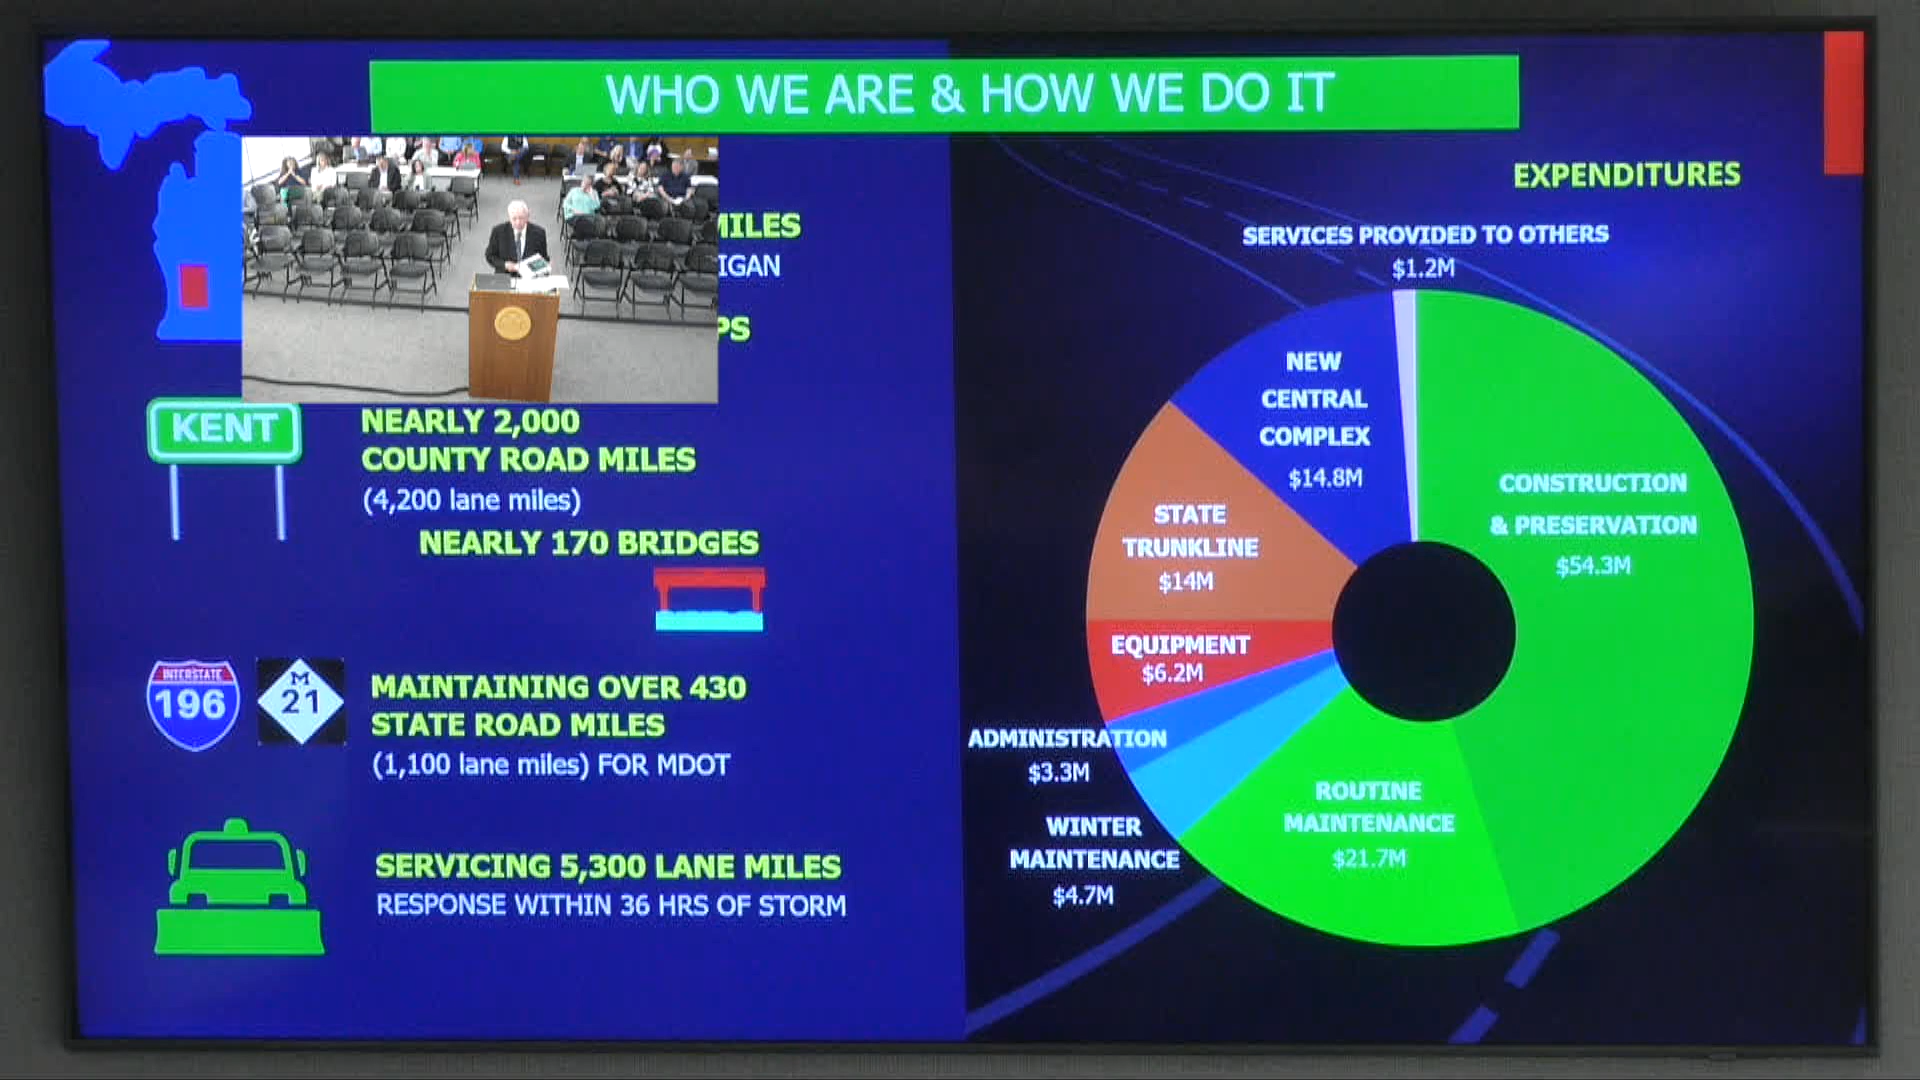 WHO WE ARE & HOW WE DO IT
KENT
NEARLY 2,000
COUNTY ROAD MILES
(4,200 lane miles)
NEARLY 170 BRIDGES
INTERSTATE
196
M
21
MAINTAINING OVER 430
STATE ROAD MILES
(1,100 lane miles) FOR MDOT
SERVICING 5,300 LANE MILES
RESPONSE WITHIN 36 HRS OF STORM
EXPENDITURES
SERVICES PROVIDED TO OTHERS
$1.2M
NEW
CENTRAL
COMPLEX
$14.8M
CONSTRUCTION
& PRESERVATION
$54.3M
STATE
TRUNKLINE
$14M
EQUIPMENT
$6.2M
ADMINISTRATION
$3.3M
WINTER
MAINTENANCE
$4.7M
ROUTINE
MAINTENANCE
$21.7M